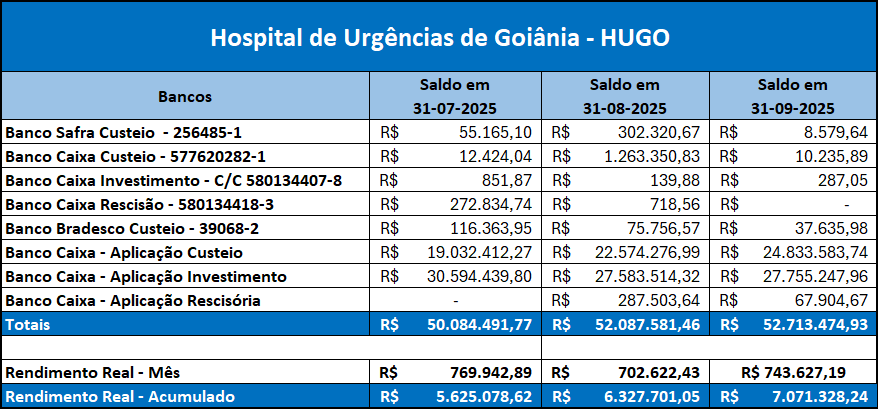 Hospital de Urgências de Goiânia - HUGO
Bancos Saldo em 31-07-2025 Saldo em 31-08-2025 Saldo em 31-09-2025
Banco Safra Custeio - 256485-1 R$ 55.165,10 R$ 302.320,67 R$ 8.579,64
Banco Caixa Custeio - 577620282-1 R$ 12.424,04 R$ 1.263.350,83 R$ 10.235,89
Banco Caixa Investimento - C/C 580134407-8 R$ 851,87 R$ 139,88 R$ 287,05
Banco Caixa Rescisão - 580134418-3 R$ 272.834,74 R$ 718,56 R$ -
Banco Bradesco Custeio - 39068-2 R$ 116.363,95 R$ 75.756,57 R$ 37.635,98
Banco Caixa - Aplicação Custeio R$ 19.032.412,27 R$ 22.574.276,99 R$ 24.833.583,74
Banco Caixa - Aplicação Investimento R$ 30.594.439,80 R$ 27.583.514,32 R$ 27.755.247,96
Banco Caixa - Aplicação Rescisória - R$ 287.503,64 R$ 67.904,67
Totais R$ 50.084.491,77 R$ 52.087.581,46 R$ 52.713.474,93
Rendimento Real - Mês R$ 769.942,89 R$ 702.622,43 R$ 743.627,19
Rendimento Real - Acumulado R$ 5.625.078,62 R$ 6.327.701,05 R$ 7.071.328,24